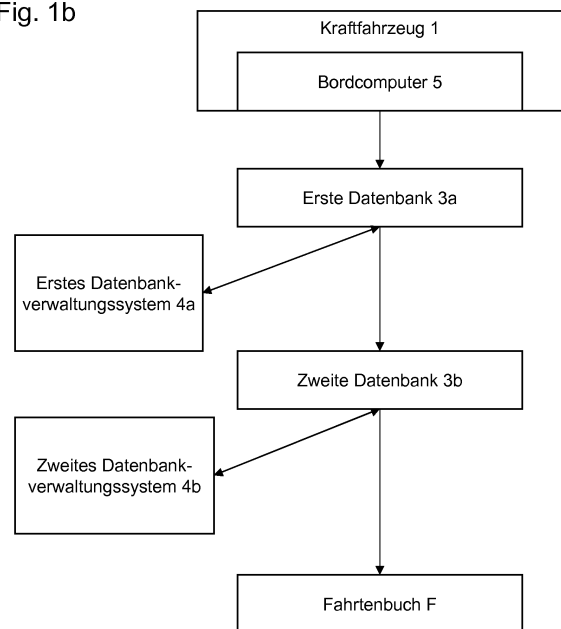 Fig. 1b
Kraftfahrzeug 1
Bordcomputer 5
Erste Datenbank 3a
Erstes Datenbank-
verwaltungssystem 4a
Zweite Datenbank 3b
Zweites Datenbank-
verwaltungssystem 4b
Fahrtenbuch F